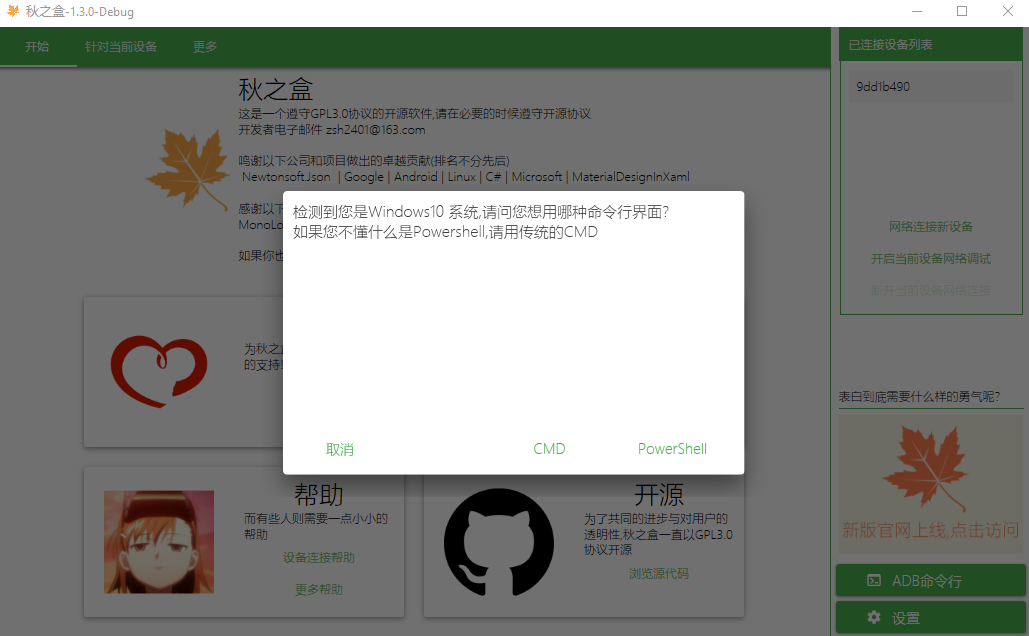 秋之盒-1.3.0-Debug
开始 针对当前设备 更多
已连接设备列表
9dd1b490
秋之盒
这是一个遵守GPL3.0协议的开源软件,请在必要的时候遵守开源协议
开发者电子邮件 zsh2401@163.com
鸣谢以下公司和项目做出的卓越贡献(排名不分先后)
Newtonsoft.Json | Google | Android | Linux | C# | Microsoft | MaterialDesignInXaml
感谢以下
MonoLo
如果你也
检测到您是Windows10 系统,请问您想用哪种命令行界面?
如果您不懂什么是Powershell,请用传统的CMD
取消 CMD PowerShell
网络连接新设备
开启当前设备网络调试
断开当前设备网络连接
为秋之盒
的支持!
表白到底需要什么样的勇气呢?
新版官网上线,点击访问
帮助
而有些人则需要一点小小的
帮助
设备连接帮助
更多帮助
开源
为了共同的进步与对用户的
透明性,秋之盒一直以GPL3.0
协议开源
浏览源代码
ADB命令行
设置